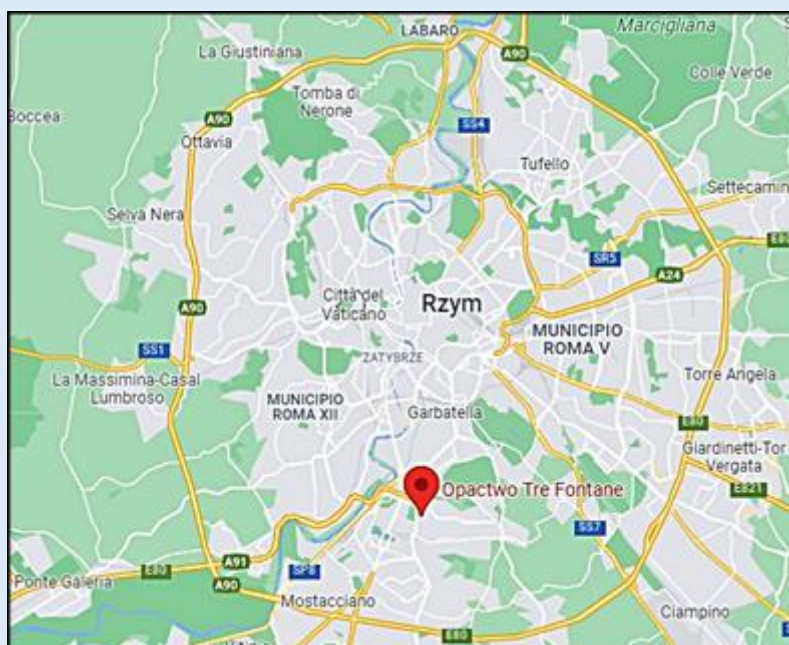 LABARO
Marcigliana
La Giustiniana
A90
Colle Verde
Tomba di
Nerone
Boccea
A90
SS4
Ottavia
Tufello
Settecamin
Selva Nera
E80
SR5
A24
Città del
Vaticano
Rzym
A90
MUNICIPIO
ROMA V
SS1
ZATYBRZE
La Massimina-Casal
Lumbroso
Torre Angela
MUNICIPIO
ROMA XII
Garbatella
E80
Giardinetti-Tor
Vergata
Opactwo Tre Fontane
E821
SS7
A91
E80
SP8
Ponte Galeria
A90
Mostacciano
Ciampino
E80